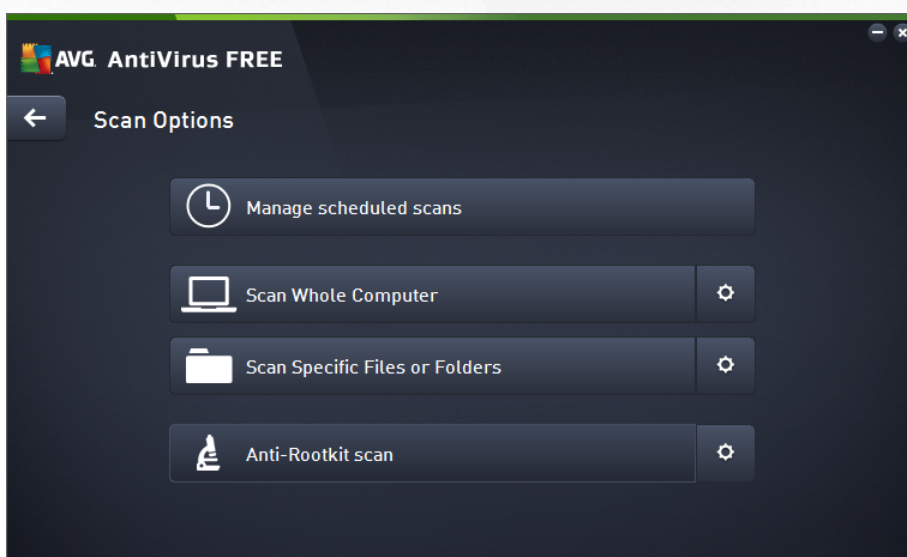 AVG. AntiVirus FREE
Scan Options
Manage scheduled scans
Scan Whole Computer
Scan Specific Files or Folders
Anti-Rootkit scan